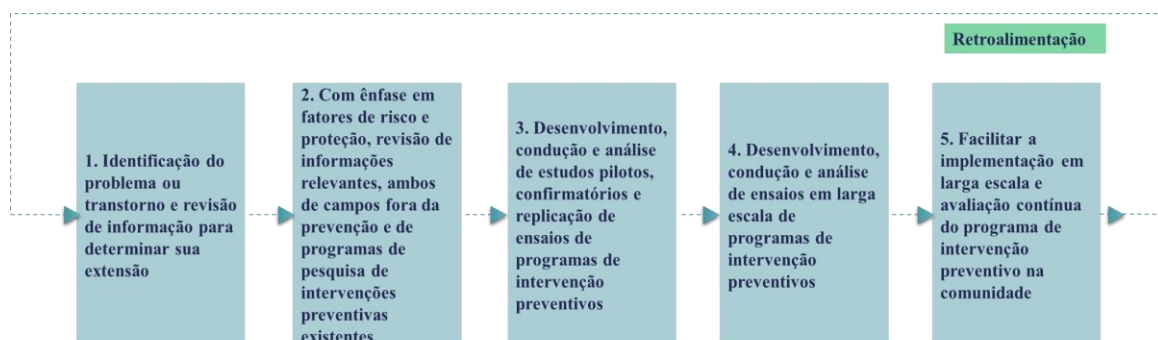 Retroalimentação
1. Identificação do
problema ou
transtorno e revisão
de informação para
determinar sua
extensão
2. Com ênfase em
fatores de risco e
proteção, revisão de
informações
relevantes, ambos
de campos fora da
prevenção e de
programas de
pesquisa de
intervenções
preventivas
existentes
3. Desenvolvimento,
condução e análise
de estudos pilotos,
confirmatórios e
replicação de
ensaios de
programas de
intervenção
preventivos
4. Desenvolvimento,
condução e análise
de ensaios em larga
escala de
programas de
intervenção
preventivos
5. Facilitar a
implementação em
larga escala e
avaliação contínua
do programa de
intervenção
preventivo na
comunidade